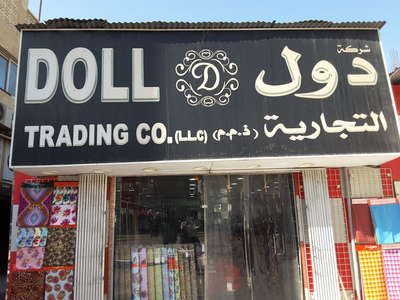 DOLL
D
شركة
دول
TRADING CO. (LLC)
التجارية (ذ.م.م)